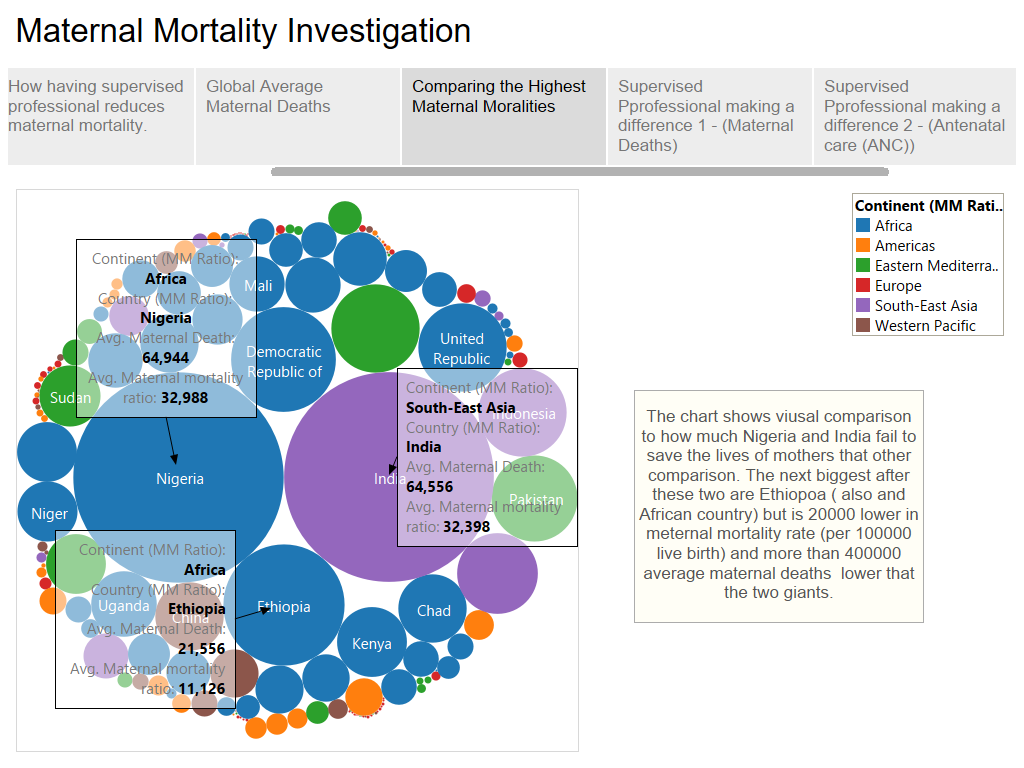 Maternal Mortality Investigation
How having supervised
professional reduces
maternal mortality.
Global Average
Maternal Deaths
Comparing the Highest
Maternal Moralities
Supervised
Pprofessional making a
difference 1 - (Maternal
Deaths)
Supervised
Pprofessional making a
difference 2 - (Antenatal
care (ANC))
Continent (MM Ratio):
Africa
Country (MM Ratio):
Nigeria
Avg. Maternal Death:
64,944
Avg. Maternal mortality
ratio: 32,988
Mali
Democratic
Republic of
United
Republic
Sudan
Continent (MM Ratio):
South-East Asia
Country (MM Ratio):
India
Avg. Maternal Death:
64,556
Avg. Maternal mortality
ratio: 32,398
Indonesia
Nigeria
India
Pakistan
Niger
Continent (MM Ratio):
Africa
Country (MM Ratio):
Ethiopia
Avg. Maternal Death:
21,556
Avg. Maternal mortality
ratio: 11,126
Uganda
China
Ethiopia
Chad
Kenya
Continent (MM Rati..
Africa
Americas
Eastern Mediterra..
Europe
South-East Asia
Western Pacific
The chart shows viusal comparison
to how much Nigeria and India fail to
save the lives of mothers that other
comparison. The next biggest after
these two are Ethiopoa ( also and
African country) but is 20000 lower in
meternal mortality rate (per 100000
live birth) and more than 400000
average maternal deaths  lower that
the two giants.